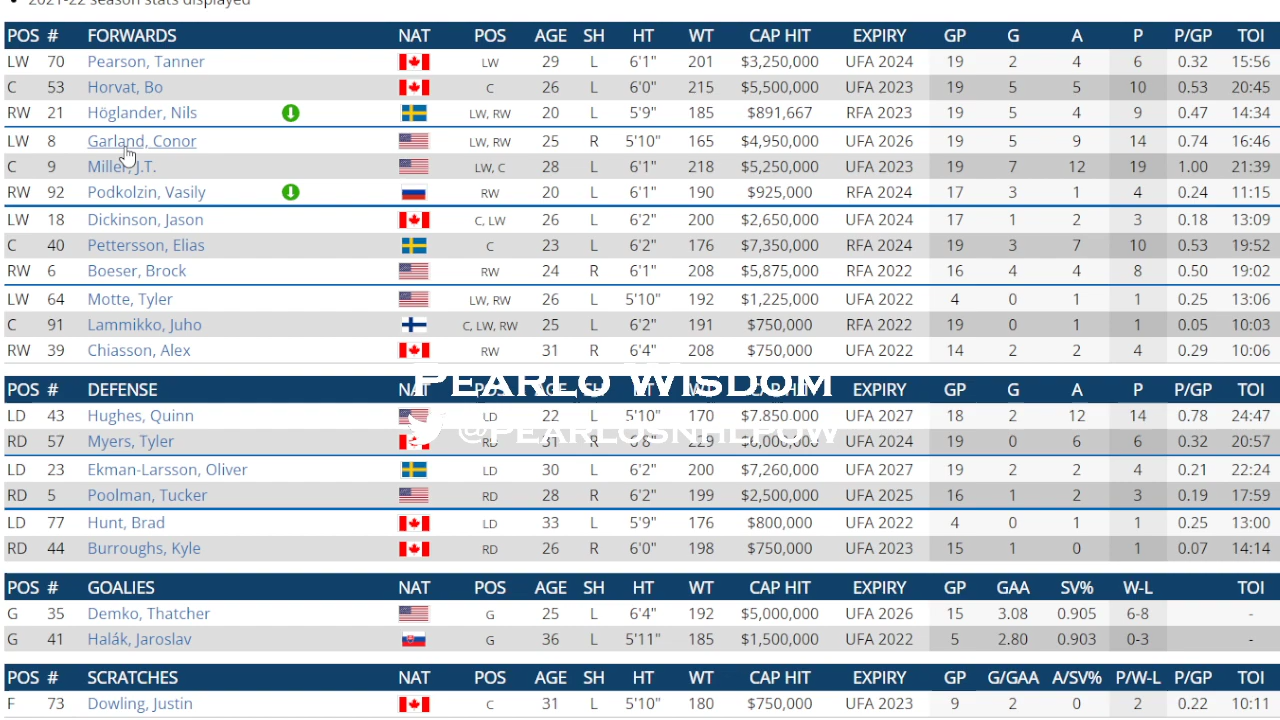 • 2021-22 season stats displayed
POS # FORWARDS NAT POS AGE SH HT WT CAP HIT EXPIRY GP G A P P/GP TOI
LW 70 Pearson, Tanner LW 29 L 6'1" 201 $3,250,000 UFA 2024 19 2 4 6 0.32 15:56
C 53 Horvat, Bo C 26 L 6'0" 215 $5,500,000 UFA 2023 19 5 5 10 0.53 20:45
RW 21 Höglander, Nils LW, RW 20 L 5'9" 185 $891,667 RFA 2023 19 5 4 9 0.47 14:34
LW 8 Garland, Conor LW, RW 25 R 5'10" 165 $4,950,000 UFA 2026 19 5 9 14 0.74 16:46
C 9 Miller, J.T. LW, C 28 L 6'1" 218 $5,250,000 UFA 2023 19 7 12 19 1.00 21:39
RW 92 Podkolzin, Vasily RW 20 L 6'1" 190 $925,000 RFA 2024 17 3 1 4 0.24 11:15
LW 18 Dickinson, Jason C, LW 26 L 6'2" 200 $2,650,000 UFA 2024 17 1 2 3 0.18 13:09
C 40 Pettersson, Elias C 23 L 6'2" 176 $7,350,000 RFA 2024 19 3 7 10 0.53 19:52
RW 6 Boeser, Brock RW 24 R 6'1" 208 $5,875,000 RFA 2022 16 4 4 8 0.50 19:02
LW 64 Motte, Tyler LW, RW 26 L 5'10" 192 $1,225,000 UFA 2022 4 0 1 1 0.25 13:06
C 91 Lammikko, Juho C, LW, RW 25 L 6'2" 191 $750,000 RFA 2022 19 0 1 1 0.05 10:03
RW 39 Chiasson, Alex RW 31 R 6'4" 208 $750,000 UFA 2022 14 2 2 4 0.29 10:06
PEARLO WISDOM
POS # DEFENSE NAT POS AGE SH HT WT CAP HIT EXPIRY GP G A P P/GP TOI
LD 43 Hughes, Quinn LD 22 L 5'10" 170 $7,850,000 UFA 2027 18 2 12 14 0.78 24:47
@PEARLOSNHLPOW
RD 57 Myers, Tyler RD 31 R 6'8" 229 $6,000,000 UFA 2024 19 0 6 6 0.32 20:57
LD 23 Ekman-Larsson, Oliver LD 30 L 6'2" 200 $7,260,000 UFA 2027 19 2 2 4 0.21 22:24
RD 5 Poolman, Tucker RD 28 R 6'2" 199 $2,500,000 UFA 2025 16 1 2 3 0.19 17:59
LD 77 Hunt, Brad LD 33 L 5'9" 176 $800,000 UFA 2022 4 0 1 1 0.25 13:00
RD 44 Burroughs, Kyle RD 26 R 6'0" 198 $750,000 UFA 2023 15 1 0 1 0.07 14:14
POS # GOALIES NAT POS AGE SH HT WT CAP HIT EXPIRY GP GAA SV% W-L TOI
G 35 Demko, Thatcher G 25 L 6'4" 192 $5,000,000 UFA 2026 15 3.08 0.905 6-8 -
G 41 Halák, Jaroslav G 36 L 5'11" 185 $1,500,000 UFA 2022 5 2.80 0.903 0-3 -
POS # SCRATCHES NAT POS AGE SH HT WT CAP HIT EXPIRY GP G/GAA A/SV% P/W-L P/GP TOI
F 73 Dowling, Justin C 31 L 5'10" 180 $750,000 UFA 2023 9 2 0 2 0.22 10:11